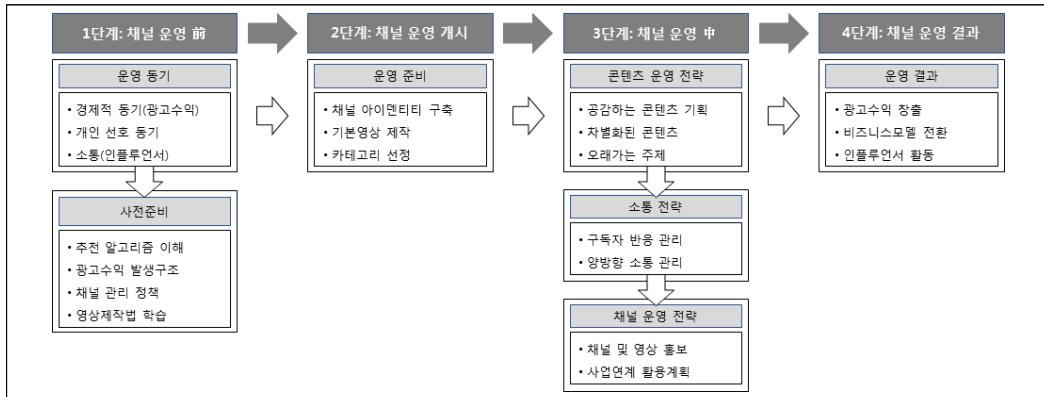 1단계: 채널 운영 前
2단계: 채널 운영 개시
3단계: 채널 운영 中
4단계: 채널 운영 결과
운영 동기
• 경제적 동기(광고수익)
• 개인 선호 동기
• 소통(인플루언서)
사전준비
• 추천 알고리즘 이해
• 광고수익 발생구조
• 채널 관리 정책
• 영상제작법 학습
운영 준비
• 채널 아이덴티티 구축
• 기본영상 제작
• 카테고리 선정
콘텐츠 운영 전략
• 공감하는 콘텐츠 기획
• 차별화된 콘텐츠
• 오래가는 주제
소통 전략
• 구독자 반응 관리
• 양방향 소통 관리
채널 운영 전략
• 채널 및 영상 홍보
• 사업연계 활용계획
운영 결과
• 광고수익 창출
• 비즈니스모델 전환
• 인플루언서 활동